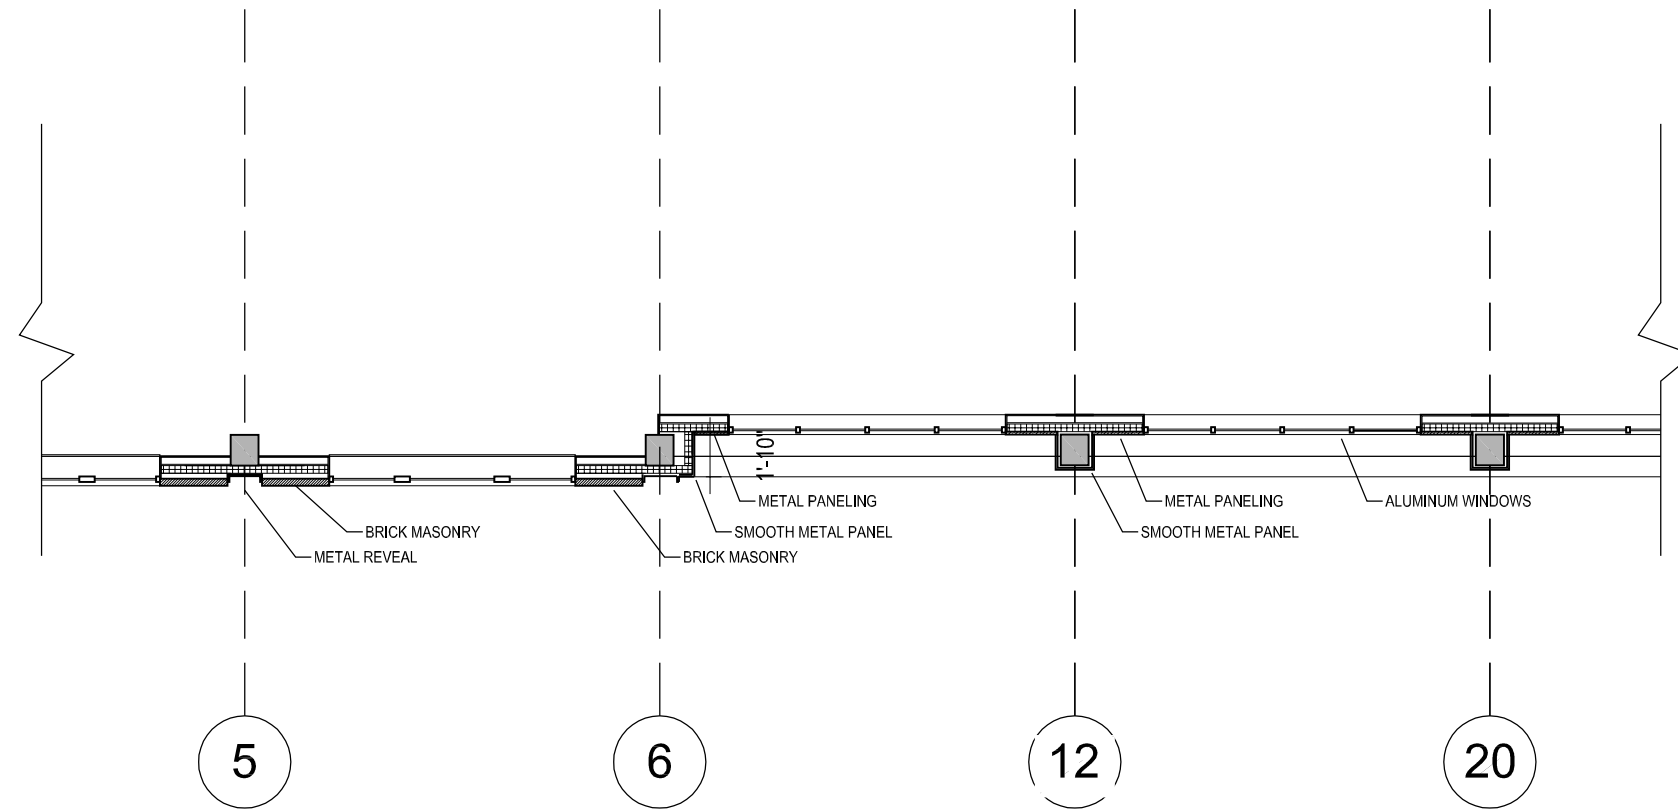 1'-10"
METAL PANELING
METAL PANELING
ALUMINUM WINDOWS
BRICK MASONRY
SMOOTH METAL PANEL
SMOOTH METAL PANEL
METAL REVEAL
BRICK MASONRY
5
6
12
20